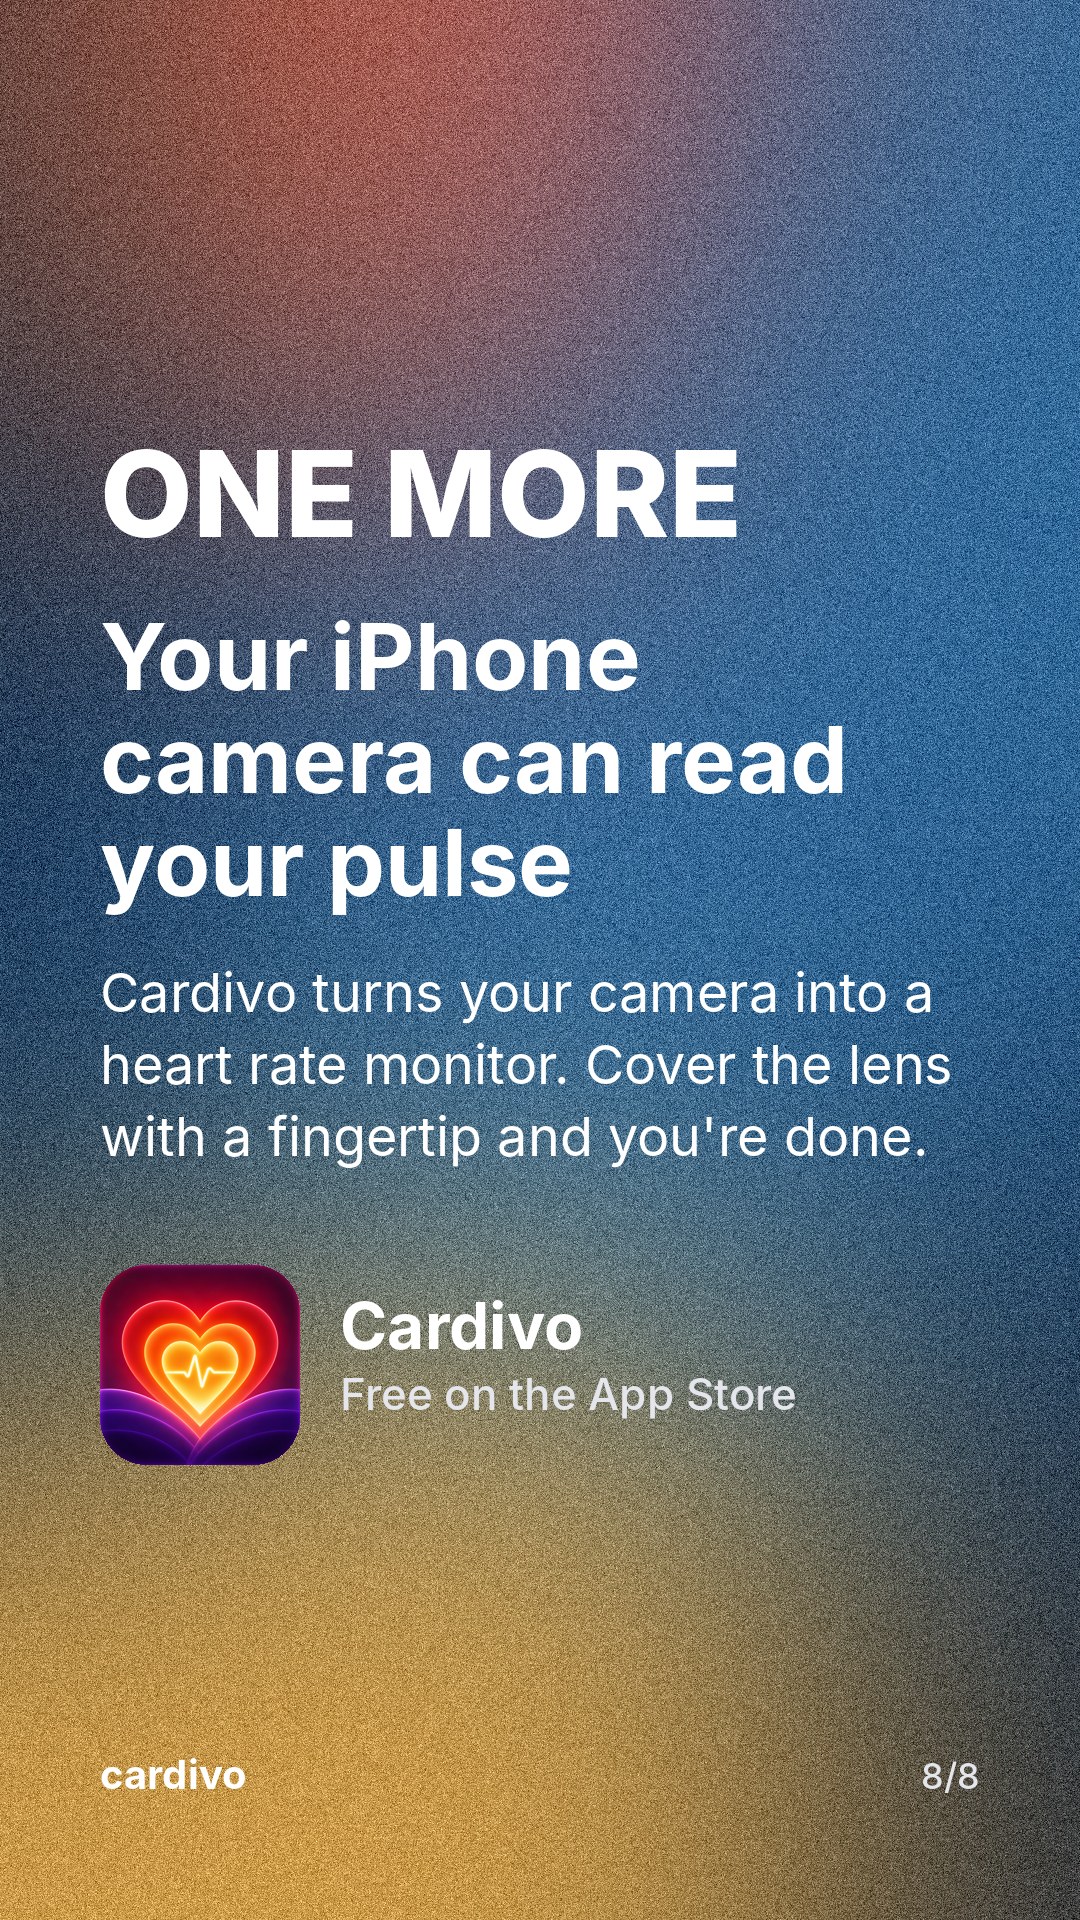 ONE MORE
Your iPhone
camera can read
your pulse
Cardivo turns your camera into a
heart rate monitor. Cover the lens
with a fingertip and you're done.
Cardivo
Free on the App Store
cardivo
8/8